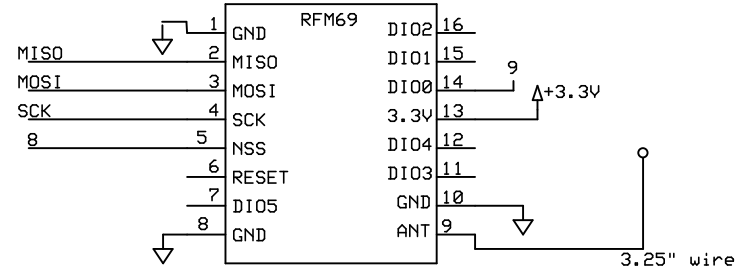 RFM69
1 GND
MISO 2 MISO
MOSI 3 MOSI
SCK 4 SCK
8 5 NSS
6 RESET
7 DIO5
8 GND
DIO2 16
DIO1 15
DIO0 14 9
3.3V 13 +3.3V
DIO4 12
DIO3 11
GND 10
ANT 9
3.25" wire